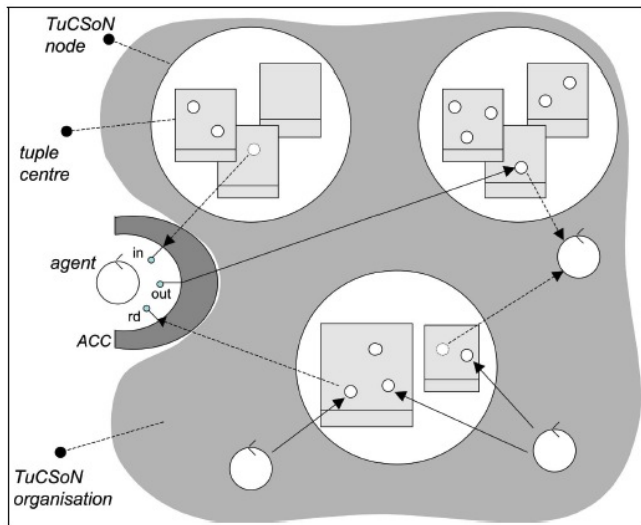 TuCSoN
node
tuple
centre
agent
in
out
rd
ACC
TuCSoN
organisation